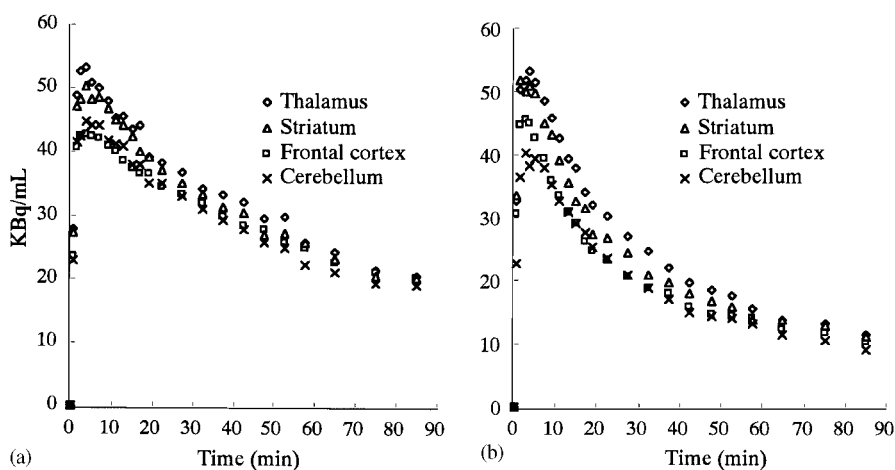 60
50
40
30
20
10
0
KBq/mL
Thalamus
Striatum
Frontal cortex
Cerebellum
0 10 20 30 40 50 60 70 80 90
(a)
Time (min)
60
50
40
30
20
10
0
Thalamus
Striatum
Frontal cortex
Cerebellum
0 10 20 30 40 50 60 70 80 90
(b)
Time (min)